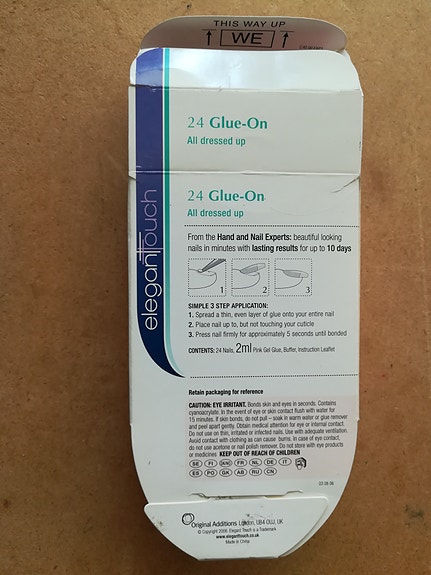 THIS WAY UP
↑ WE ↑
24 Glue-On
All dressed up
24 Glue-On
All dressed up
elegantTouch
From the Hand and Nail Experts: beautiful looking
nails in minutes with lasting results for up to 10 days
1 2 3
SIMPLE 3 STEP APPLICATION:
1. Spread a thin, even layer of glue onto your entire nail
2. Place nail up to, but not touching your cuticle
3. Press nail firmly for approximately 5 seconds until bonded
CONTENTS: 24 Nails, 2ml Pink Gel Glue, Buffer, Instruction Leaflet
Retain packaging for reference
CAUTION: EYE IRRITANT. Bonds skin and eyes in seconds. Contains
cyanoacylate. In the event of eye or skin contact flush with water for
15 minutes. If skin bonds, do not pull – soak in warm water or glue remover
and peel apart gently. Obtain medical attention for eye or internal contact.
Do not use on thin, irritated or infected nails. Use with adequate ventilation.
Avoid contact with clothing as can cause burns. In case of eye contact,
do not use acetone or nail polish remover. Do not store with eye products
or medicines. KEEP OUT OF REACH OF CHILDREN
SE FI DK FR NL DE IT
ES PO GK AB RU CN
Original Additions London, UB4 0UJ, UK
© Copyright 2006. Elegant Touch is a Trademark
www.eleganttouch.co.uk
Made in China